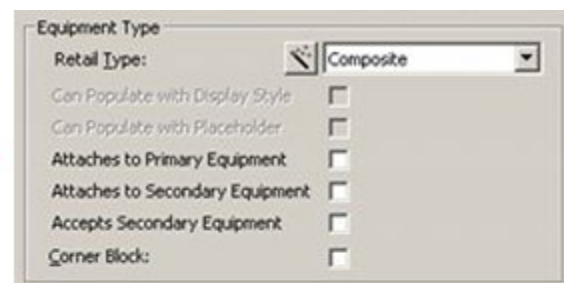 Equipment Type
Retail Type: Composite
Can Populate with Display Style
Can Populate with Placeholder
Attaches to Primary Equipment
Attaches to Secondary Equipment
Accepts Secondary Equipment
Corner Block: